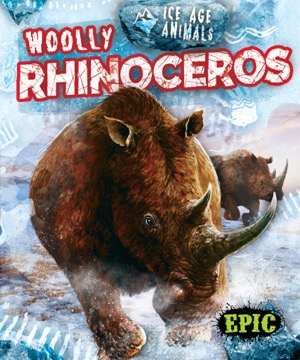 ICE AGE
ANIMALS
WOOLLY
RHINOCEROS
EPIC